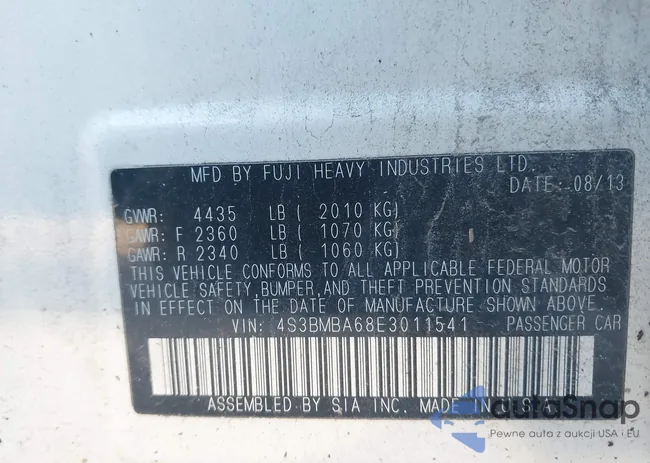 MFD BY FUJI HEAVY INDUSTRIES LTD.
DATE: 08/13
GVWR: 4435 LB ( 2010 KG)
GAWR: F 2360 LB ( 1070 KG)
GAWR: R 2340 LB ( 1060 KG)
THIS VEHICLE CONFORMS TO ALL APPLICABLE FEDERAL MOTOR
VEHICLE SAFETY, BUMPER, AND THEFT PREVENTION STANDARDS
IN EFFECT ON THE DATE OF MANUFACTURE SHOWN ABOVE.
VIN: 4S3BMBA68E3011541 PASSENGER CAR
ASSEMBLED BY SIA INC. MADE IN
autoSnap
Pewne auta z aukcji USA i EU